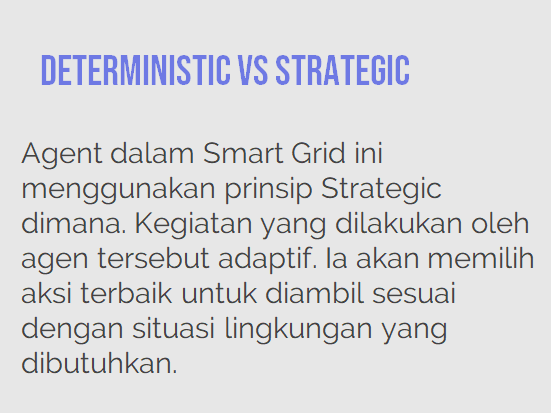 DETERMINISTIC VS STRATEGIC
Agent dalam Smart Grid ini
menggunakan prinsip Strategic
dimana. Kegiatan yang dilakukan oleh
agen tersebut adaptif. Ia akan memilih
aksi terbaik untuk diambil sesuai
dengan situasi lingkungan yang
dibutuhkan.